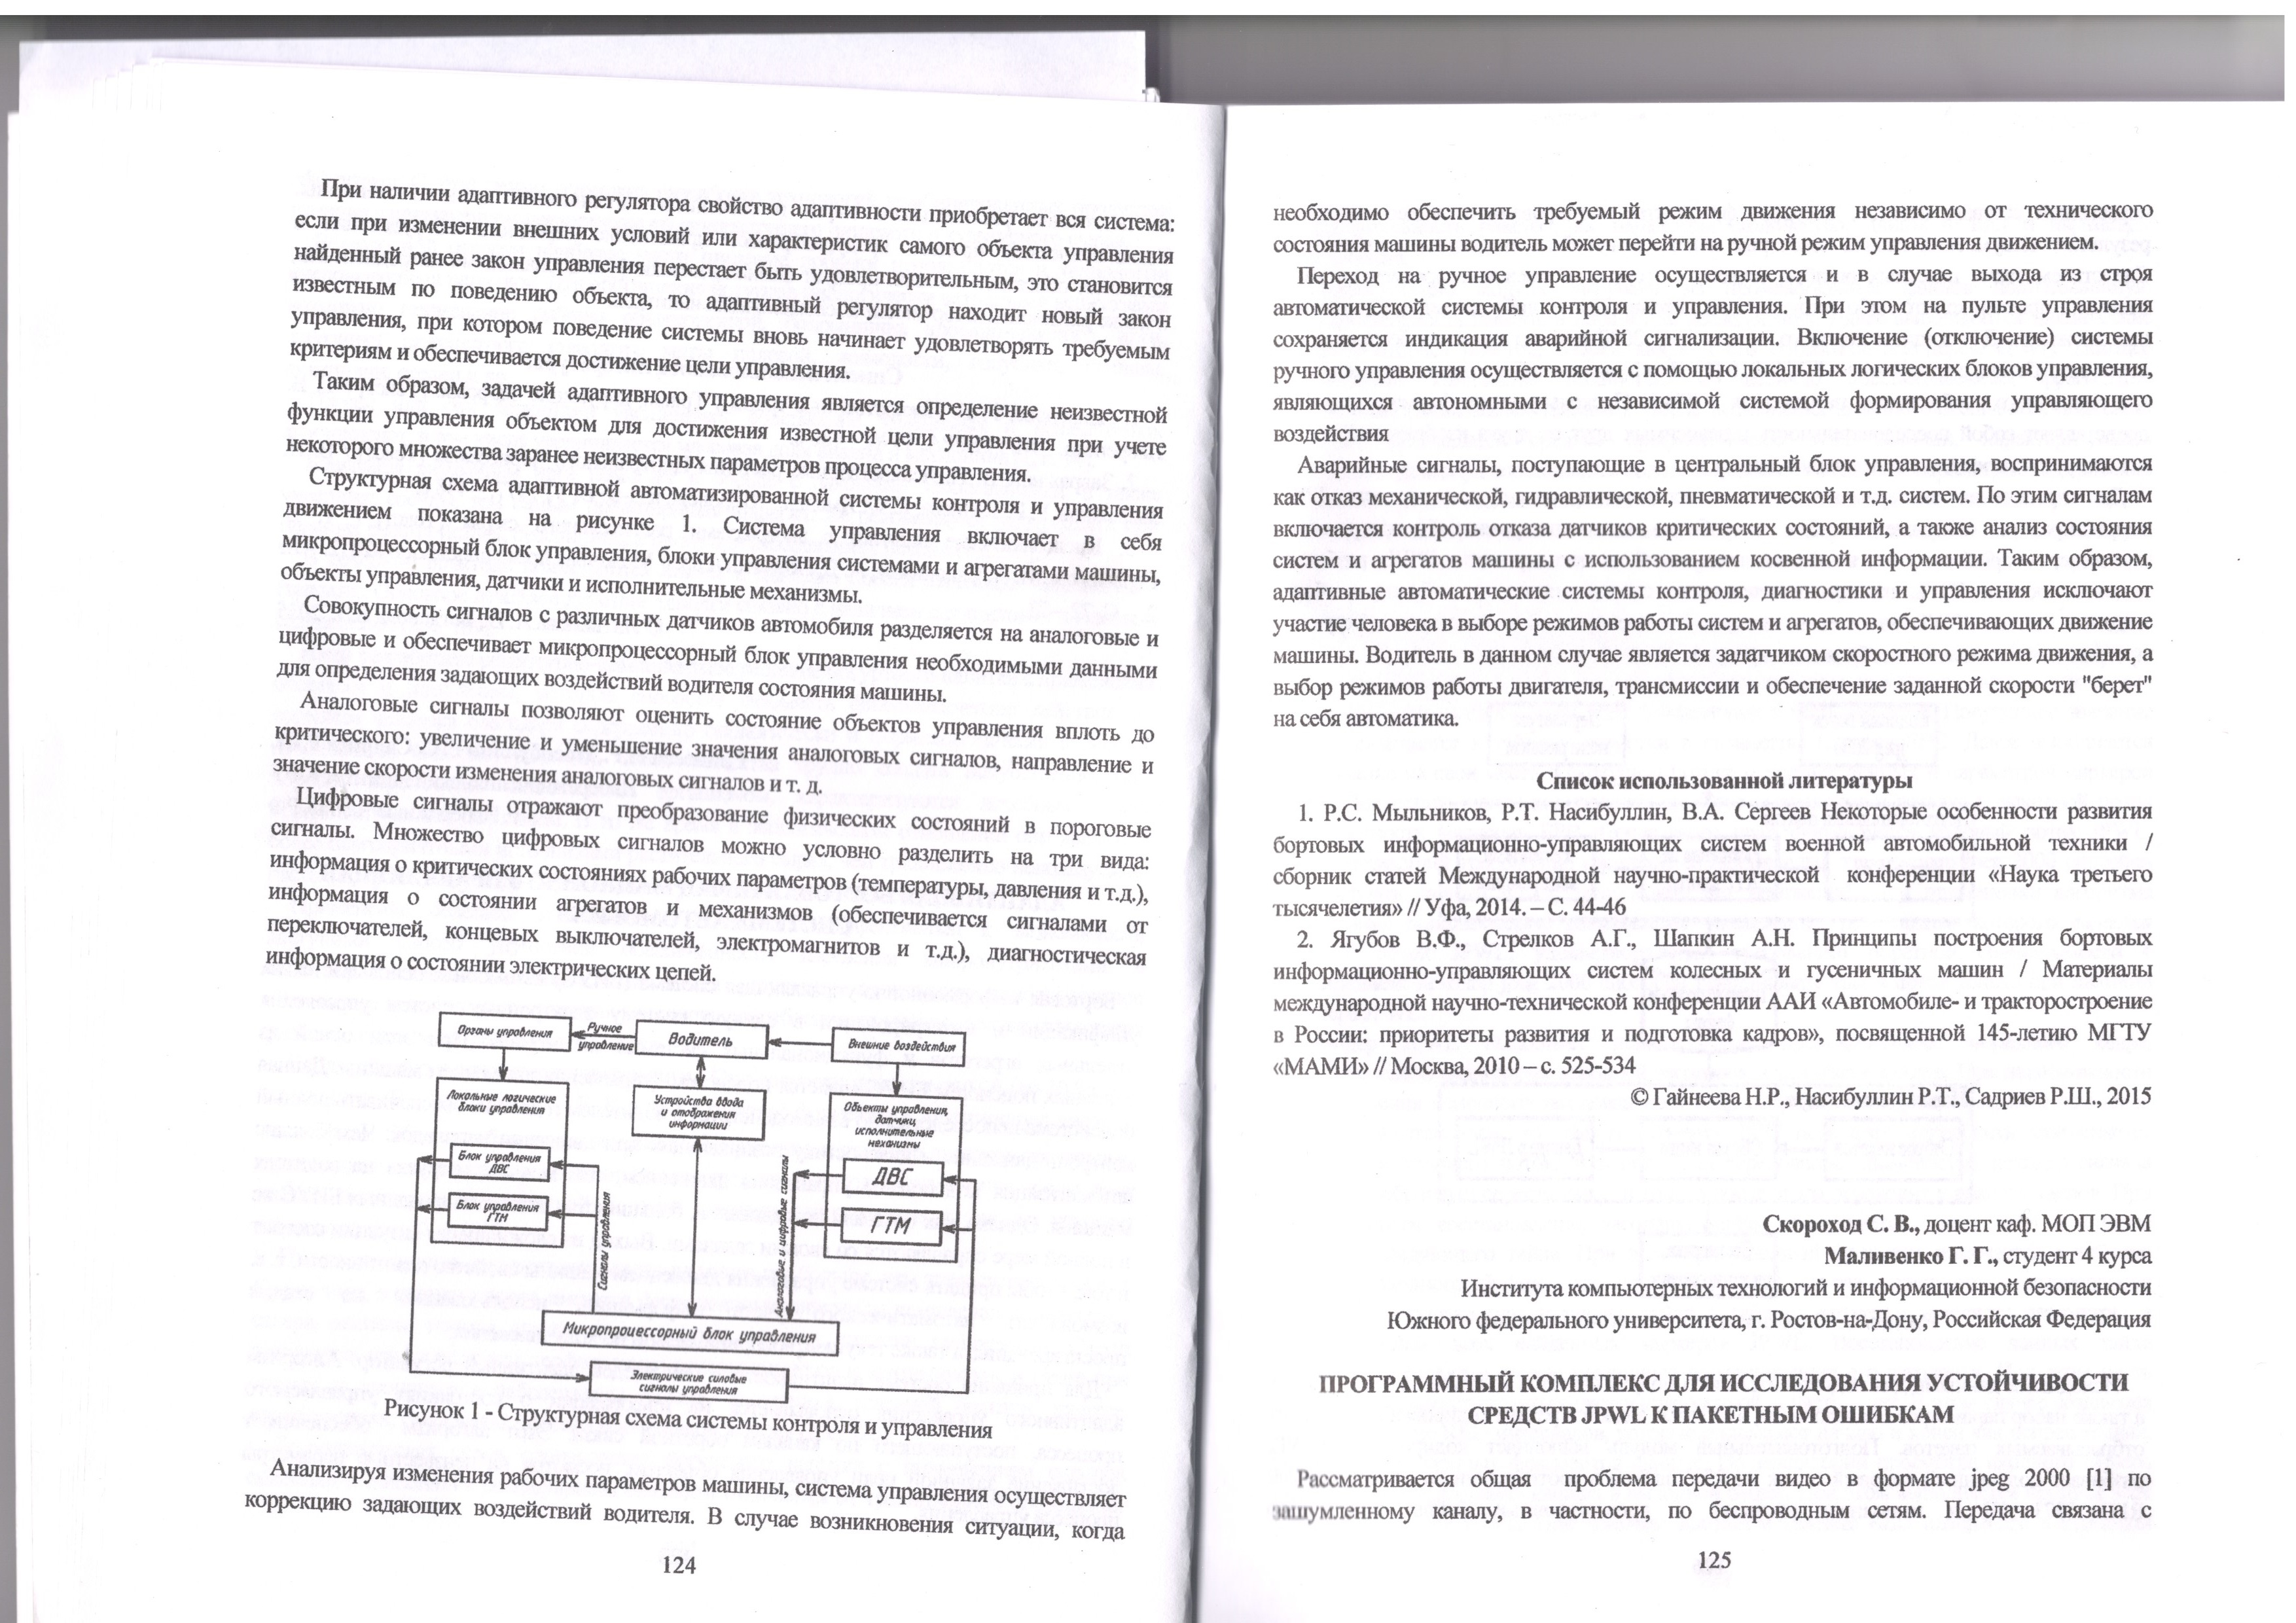 При наличии адаптивного регулятора свойство адаптивности приобретает вся система:
если при изменении внешних условий или характеристик самого объекта управления
найденный ранее закон управления перестает быть удовлетворительным, это становится
известным по поведению объекта, то адаптивный регулятор находит новый закон
управления, при котором поведение системы вновь начинает удовлетворять требуемым
критериям и обеспечивается достижение цели управления.
Таким образом, задачей адаптивного управления является определение неизвестной
функции управления объектом для достижения известной цели управления при учете
некоторого множества заранее неизвестных параметров процесса управления.
Структурная схема адаптивной автоматизированной системы контроля и управления
движением показана на рисунке 1. Система управления включает в себя
микропроцессорный блок управления, блоки управления системами и агрегатами машины,
объекты управления, датчики и исполнительные механизмы.
Совокупность сигналов с различных датчиков автомобиля разделяется на аналоговые и
цифровые и обеспечивает микропроцессорный блок управления необходимыми данными
для определения задающих воздействий водителя состояния машины.
Аналоговые сигналы позволяют оценить состояние объектов управления вплоть до
критического: увеличение и уменьшение значения аналоговых сигналов, направление и
значение скорости изменения аналоговых сигналов и т. д.
Цифровые сигналы отражают преобразование физических состояний в пороговые
сигналы. Множество цифровых сигналов можно условно разделить на три вида:
информация о критических состояниях рабочих параметров (температуры, давления и т.д.),
информация о состоянии агрегатов и механизмов (обеспечивается сигналами от
переключателей, концевых выключателей, электромагнитов и т.д.), диагностическая
информация о состоянии электрических цепей.
Органы управления
Ручное
управление
Водитель
Внешние воздействия
Локальные логические
блоки управления
Устройства ввода
и отображения
информации
Объекты управления,
датчики,
исполнительные
механизмы
Блок управления
ДВС
Блок управления
ГТМ
Сигналы управления
Аналоговые и цифровые сигналы
ДВС
ГТМ
Микропроцессорный блок управления
Электрические силовые
сигналы управления
Рисунок 1 - Структурная схема системы контроля и управления
Анализируя изменения рабочих параметров машины, система управления осуществляет
коррекцию задающих воздействий водителя. В случае возникновения ситуации, когда
124
необходимо обеспечить требуемый режим движения независимо от технического
состояния машины водитель может перейти на ручной режим управления движением.
Переход на ручное управление осуществляется и в случае выхода из строя
автоматической системы контроля и управления. При этом на пульте управления
сохраняется индикация аварийной сигнализации. Включение (отключение) системы
ручного управления осуществляется с помощью локальных логических блоков управления,
являющихся автономными с независимой системой формирования управляющего
воздействия
Аварийные сигналы, поступающие в центральный блок управления, воспринимаются
как отказ механической, гидравлической, пневматической и т.д. систем. По этим сигналам
включается контроль отказа датчиков критических состояний, а также анализ состояния
систем и агрегатов машины с использованием косвенной информации. Таким образом,
адаптивные автоматические системы контроля, диагностики и управления исключают
участие человека в выборе режимов работы систем и агрегатов, обеспечивающих движение
машины. Водитель в данном случае является задатчиком скоростного режима движения, а
выбор режимов работы двигателя, трансмиссии и обеспечение заданной скорости "берет"
на себя автоматика.
Список использованной литературы
1. Р.С. Мыльников, Р.Т. Насибуллин, В.А. Сергеев Некоторые особенности развития
бортовых информационно-управляющих систем военной автомобильной техники /
сборник статей Международной научно-практической конференции «Наука третьего
тысячелетия» // Уфа, 2014. – С. 44-46
2. Ягубов В.Ф., Стрелков А.Г., Шапкин А.Н. Принципы построения бортовых
информационно-управляющих систем колесных и гусеничных машин / Материалы
международной научно-технической конференции ААИ «Автомобиле- и тракторостроение
в России: приоритеты развития и подготовка кадров», посвященной 145-летию МГТУ
«МАМИ» // Москва, 2010 – с. 525-534
© Гайнеева Н.Р., Насибуллин Р.Т., Садриев Р.Ш., 2015
Скороход С. В., доцент каф. МОП ЭВМ
Маливенко Г. Г., студент 4 курса
Института компьютерных технологий и информационной безопасности
Южного федерального университета, г. Ростов-на-Дону, Российская Федерация
ПРОГРАММНЫЙ КОМПЛЕКС ДЛЯ ИССЛЕДОВАНИЯ УСТОЙЧИВОСТИ
СРЕДСТВ JPWL К ПАКЕТНЫМ ОШИБКАМ
Рассматривается общая проблема передачи видео в формате jpeg 2000 [1] по
зашумленному каналу, в частности, по беспроводным сетям. Передача связана с
125